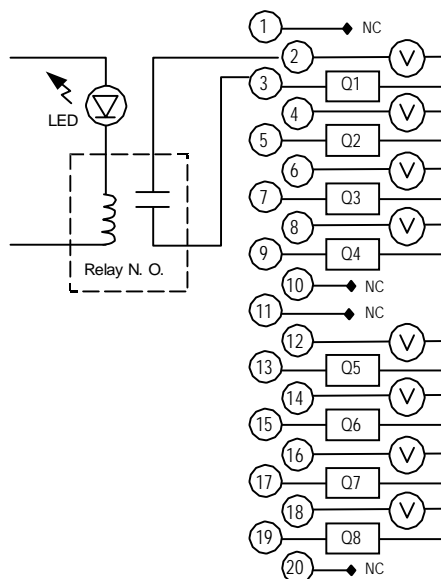 1 NC
2 V
3 Q1
4 V
LED
5 Q2
6 V
7 Q3
8 V
9 Q4
Relay N. O.
10 NC
11 NC
12 V
13 Q5
14 V
15 Q6
16 V
17 Q7
18 V
19 Q8
20 NC